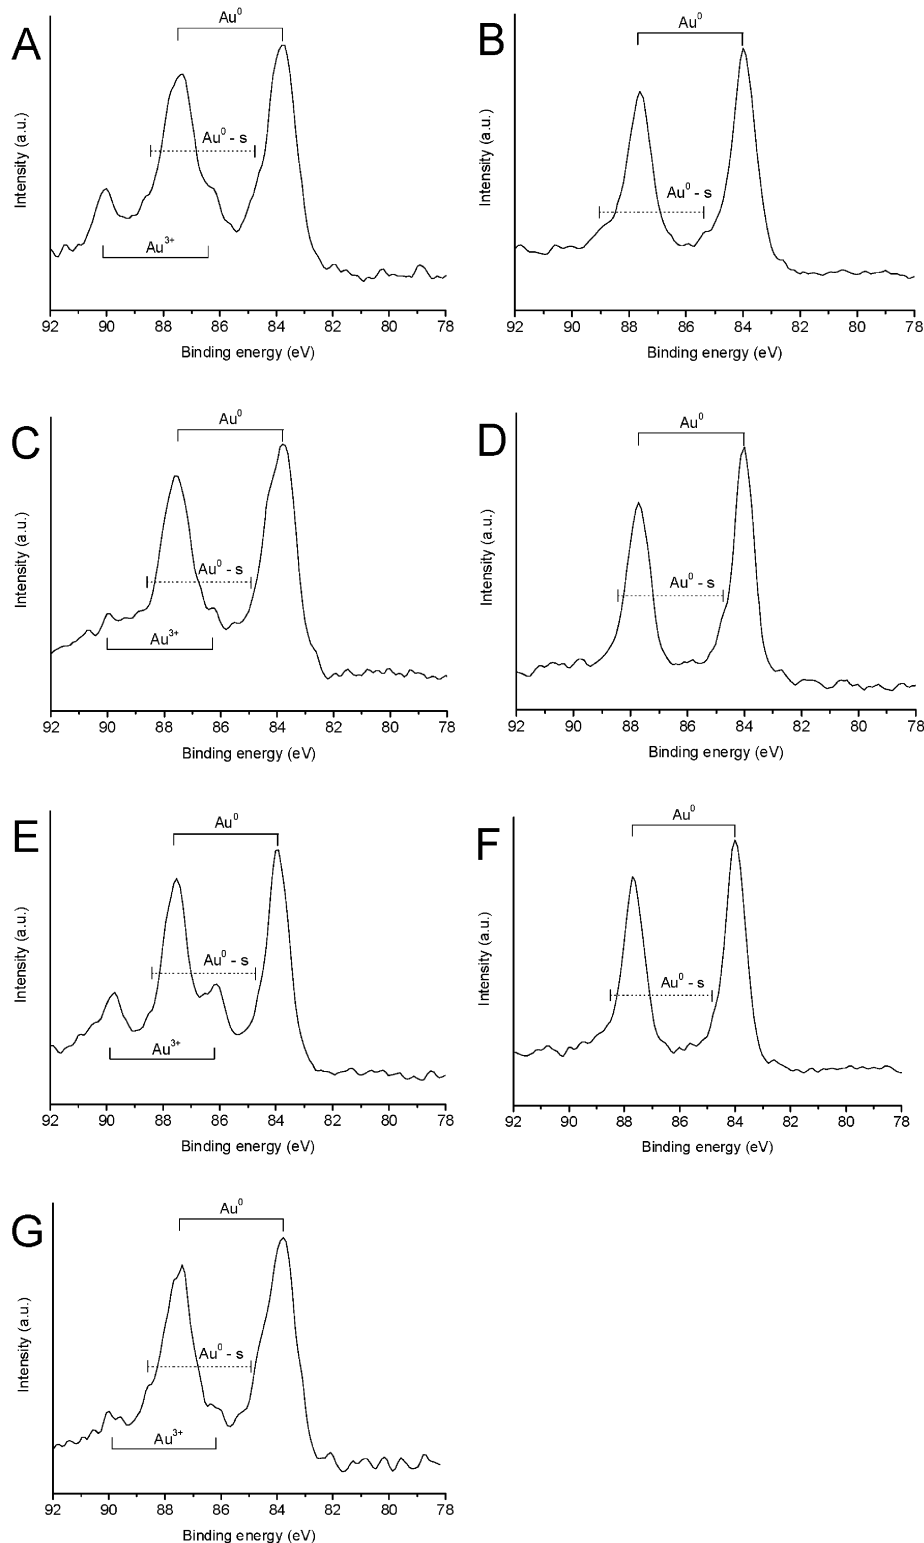 A
Au⁰
Au⁰ - s
Au³⁺
Intensity (a.u.)
92 90 88 86 84 82 80 78
Binding energy (eV)
B
Au⁰
Au⁰ - s
Intensity (a.u.)
92 90 88 86 84 82 80 78
Binding energy (eV)
C
Au⁰
Au⁰ - s
Au³⁺
Intensity (a.u.)
92 90 88 86 84 82 80 78
Binding energy (eV)
D
Au⁰
Au⁰ - s
Intensity (a.u.)
92 90 88 86 84 82 80 78
Binding energy (eV)
E
Au⁰
Au⁰ - s
Au³⁺
Intensity (a.u.)
92 90 88 86 84 82 80 78
Binding energy (eV)
F
Au⁰
Au⁰ - s
Intensity (a.u.)
92 90 88 86 84 82 80 78
Binding energy (eV)
G
Au⁰
Au⁰ - s
Au³⁺
Intensity (a.u.)
92 90 88 86 84 82 80 78
Binding energy (eV)